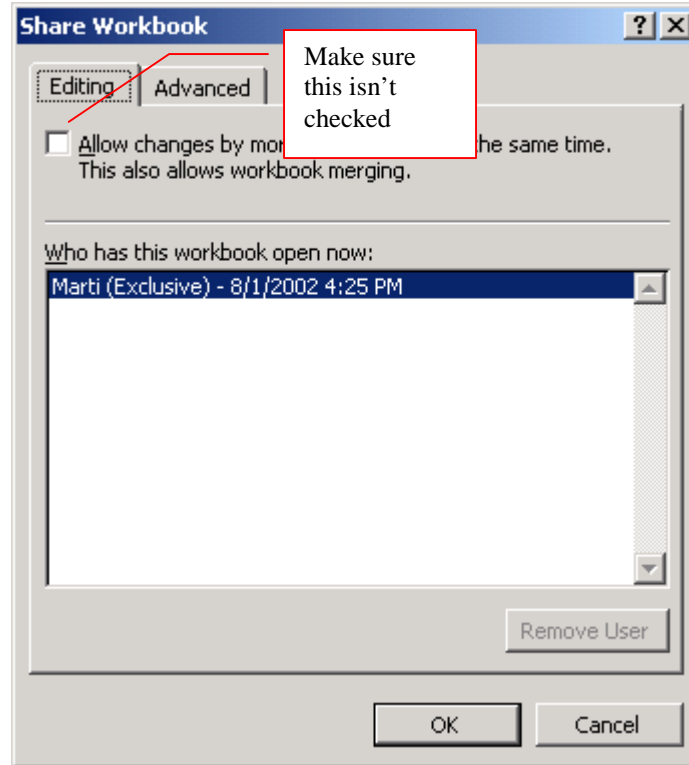 Share Workbook
Make sure
this isn't
checked
Editing
Advanced
Allow changes by mor he same time.
This also allows workbook merging.
Who has this workbook open now:
Marti (Exclusive) - 8/1/2002 4:25 PM
Remove User
OK
Cancel